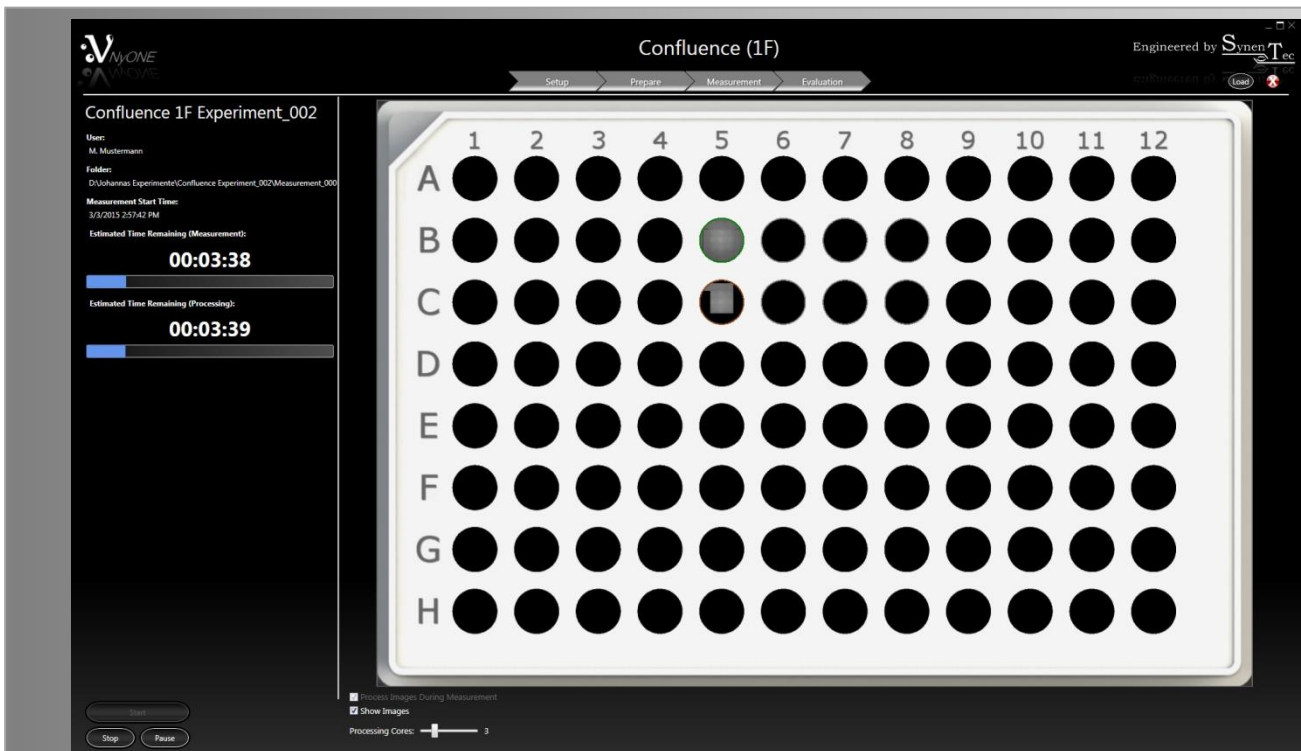 VNyONE
Confluence (1F)
Engineered by SynenTec
Setup Prepare Measurement Evaluation
Load
Confluence 1F Experiment_002
User:
M. Mustermann
Folder:
D:\Johannas Experimente\Confluence Experiment_002\Measurement_000
Measurement Start Time:
3/3/2015 2:57:42 PM
Estimated Time Remaining (Measurement):
00:03:38
Estimated Time Remaining (Processing):
00:03:39
1 2 3 4 5 6 7 8 9 10 11 12
A
B
C
D
E
F
G
H
Process Images During Measurement
Show Images
Processing Cores: 3
Start
Stop Pause